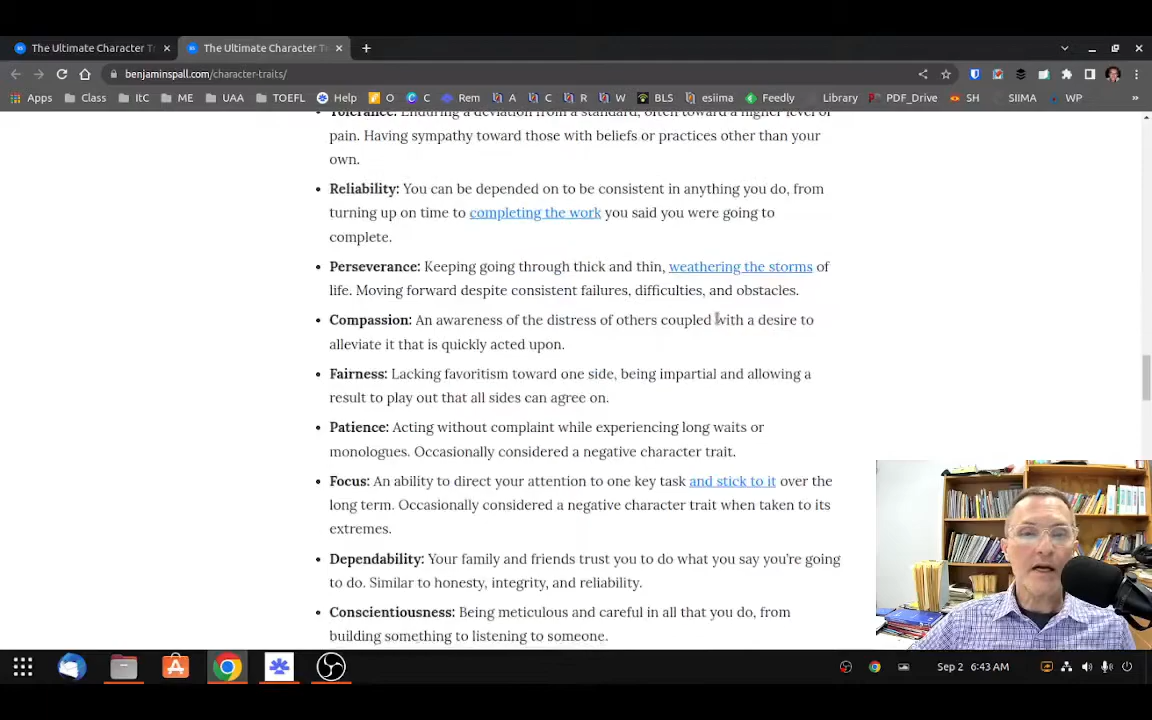 The Ultimate Character T
The Ultimate Character T
benjaminspall.com/character-traits/
Apps Class ItC ME UAA TOEFL Help O C Rem A C R W BLS esiima Feedly Library PDF_Drive SH SIIMA WP »
Tolerance: Enduring a deviation from a standard, often toward a higher level of
pain. Having sympathy toward those with beliefs or practices other than your
own.
• Reliability: You can be depended on to be consistent in anything you do, from
turning up on time to completing the work you said you were going to
complete.
• Perseverance: Keeping going through thick and thin, weathering the storms of
life. Moving forward despite consistent failures, difficulties, and obstacles.
• Compassion: An awareness of the distress of others coupled with a desire to
alleviate it that is quickly acted upon.
• Fairness: Lacking favoritism toward one side, being impartial and allowing a
result to play out that all sides can agree on.
• Patience: Acting without complaint while experiencing long waits or
monologues. Occasionally considered a negative character trait.
• Focus: An ability to direct your attention to one key task and stick to it over the
long term. Occasionally considered a negative character trait when taken to its
extremes.
• Dependability: Your family and friends trust you to do what you say you're going
to do. Similar to honesty, integrity, and reliability.
• Conscientiousness: Being meticulous and careful in all that you do, from
building something to listening to someone.
Sep 2 6:43 AM